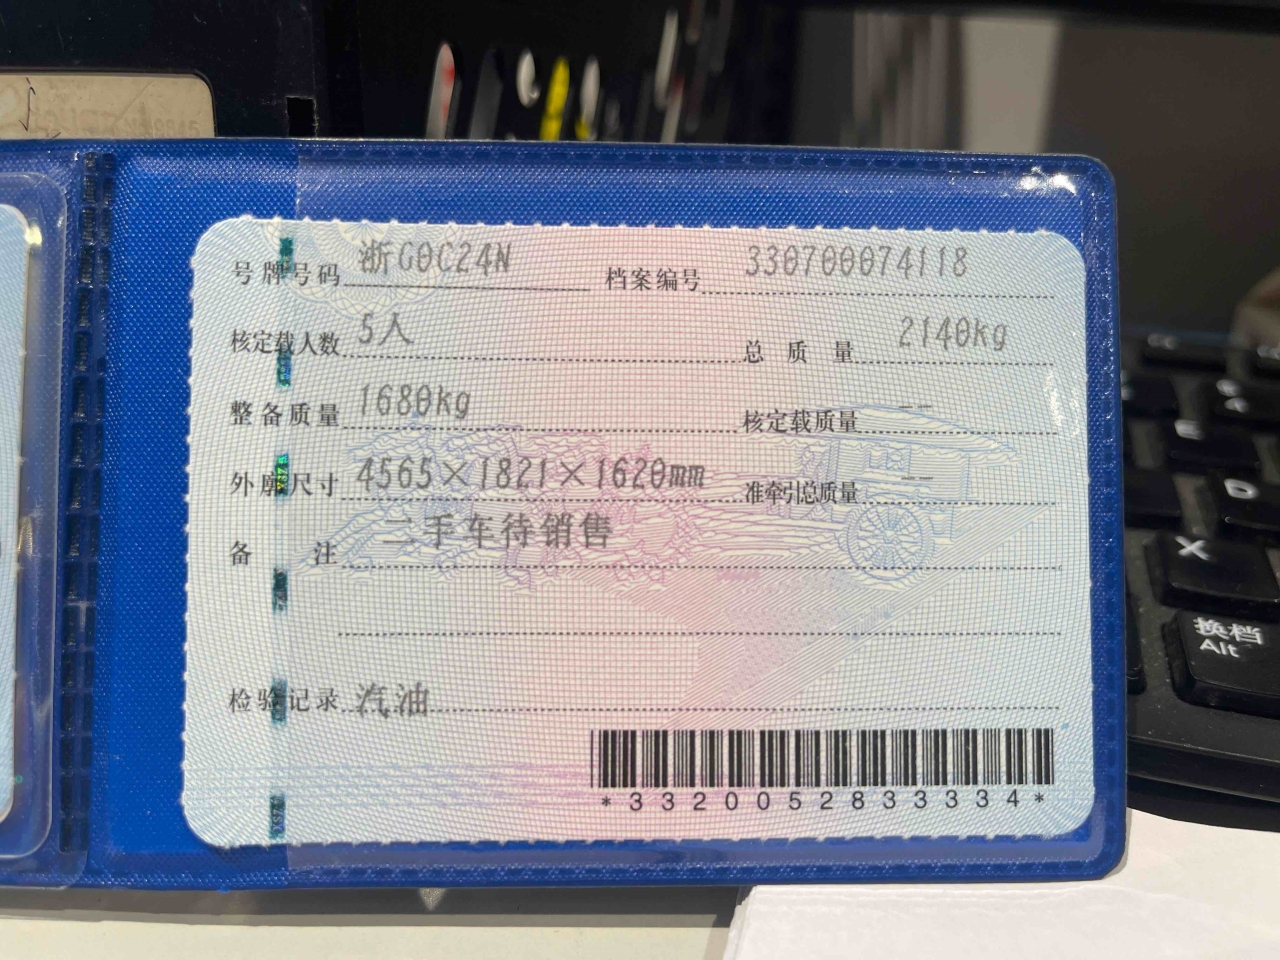 号牌号码 浙G0C24N 档案编号 330700074118
核定载人数 5人 总质量 2140kg
整备质量 1680kg 核定载质量 --
外廓尺寸 4565×1821×1620mm 准牵引总质量 --
备注 二手车待销售
检验记录 汽油
*3320052833334*
E
D
X
换档
Alt